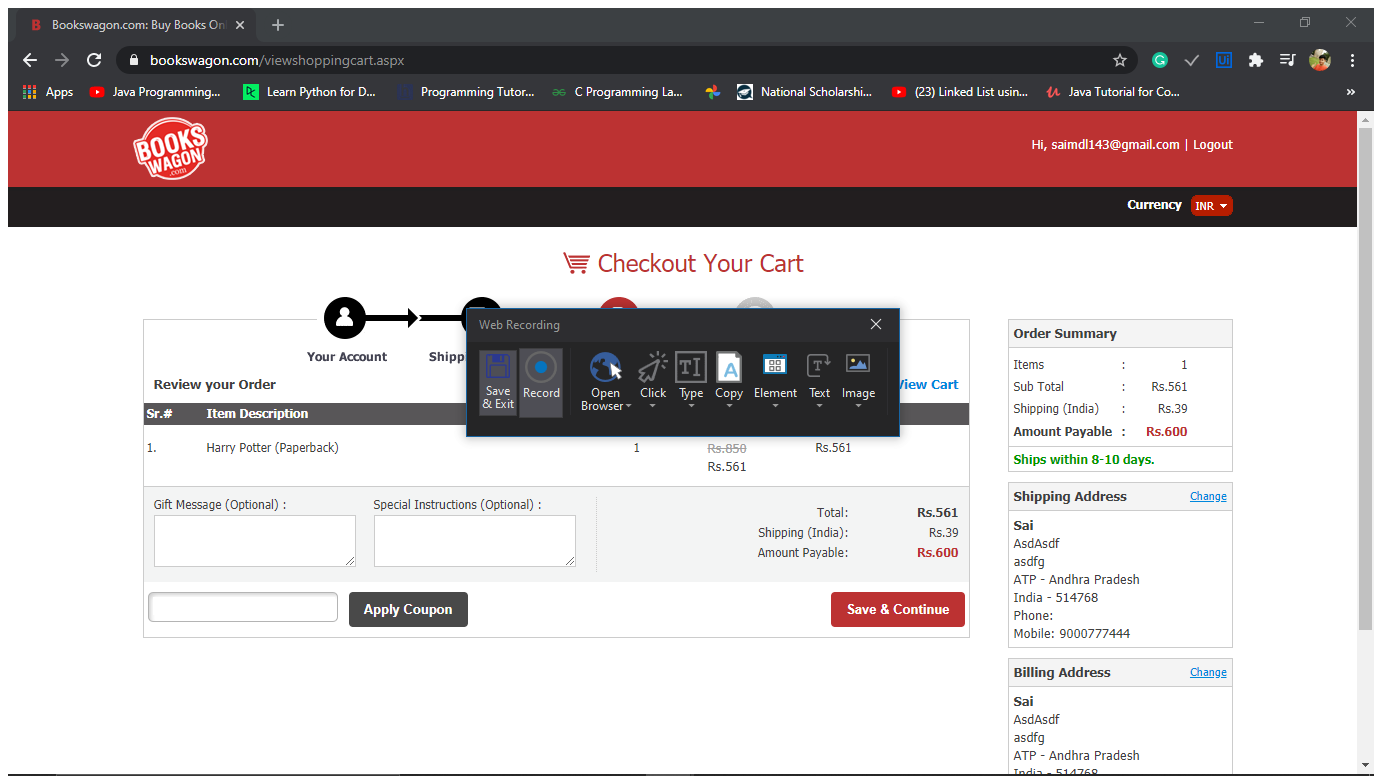 B Bookswagon.com: Buy Books On
bookswagon.com/viewshoppingcart.aspx
G Ui
Apps Java Programming... Learn Python for D... Programming Tutor... C Programming La... National Scholarshi... (23) Linked List usin... Java Tutorial for Co... »
BOOKS WAGON .com
Hi, saimdl143@gmail.com | Logout
Currency INR
Checkout Your Cart
Your Account Shipp
Review your Order View Cart
Sr.# Item Description
1. Harry Potter (Paperback) 1 Rs.850 Rs.561
Rs.561
Gift Message (Optional) : Special Instructions (Optional) :
Total: Rs.561
Shipping (India): Rs.39
Amount Payable: Rs.600
Apply Coupon Save & Continue
Web Recording
Save & Exit Record Open Browser Click Type Copy Element Text Image
Order Summary
Items : 1
Sub Total : Rs.561
Shipping (India) : Rs.39
Amount Payable : Rs.600
Ships within 8-10 days.
Shipping Address Change
Sai
AsdAsdf
asdfg
ATP - Andhra Pradesh
India - 514768
Phone:
Mobile: 9000777444
Billing Address Change
Sai
AsdAsdf
asdfg
ATP - Andhra Pradesh
India - 514768